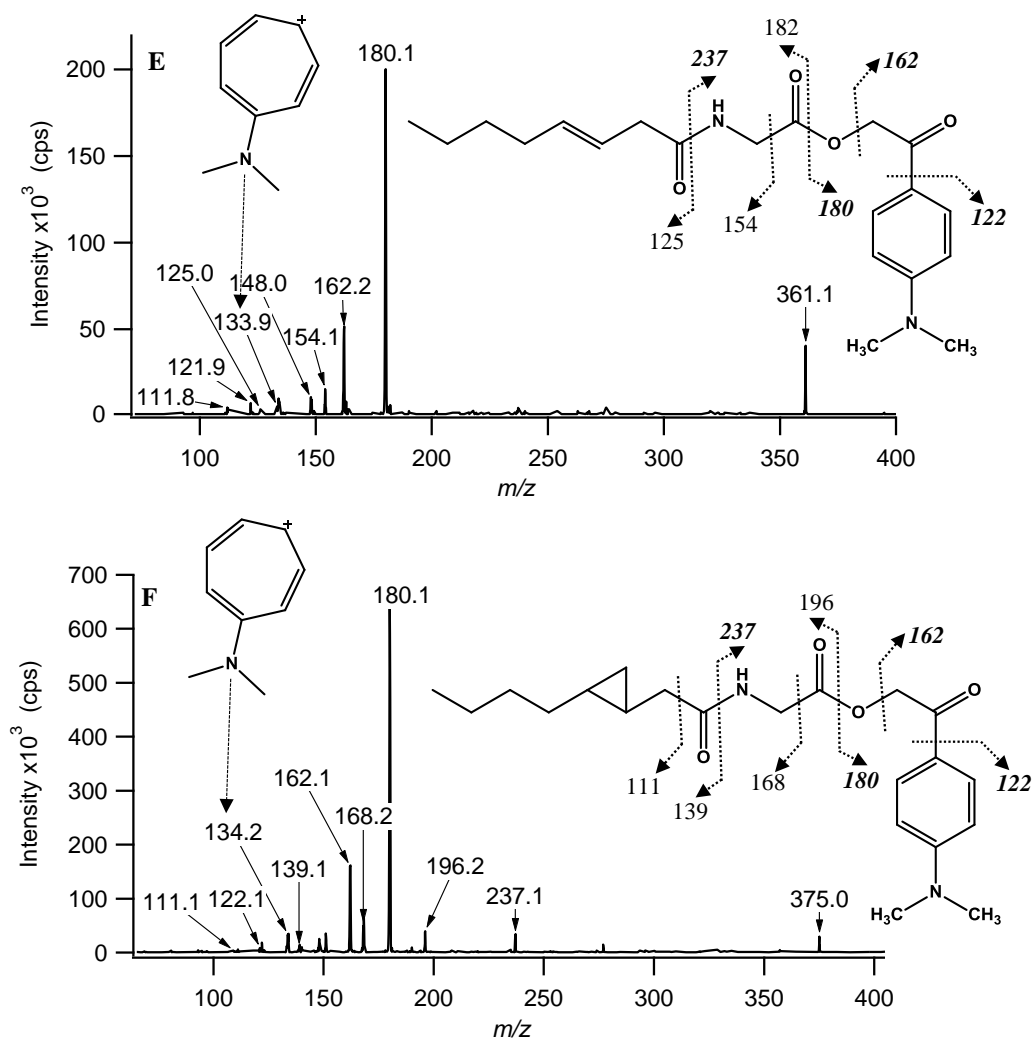 E
Intensity x10³ (cps)
200
150
100
50
0
180.1
361.1
162.2
148.0
154.1
125.0
133.9
121.9
111.8
+
N
237
182
162
H
N
O
O
O
O
125
154
180
122
N
H₃C
CH₃
100 150 200 250 300 350 400
m/z
F
Intensity x10³ (cps)
700
600
500
400
300
200
100
0
180.1
162.1
168.2
134.2
139.1
196.2
237.1
375.0
111.1
122.1
+
N
237
196
162
H
N
O
O
O
O
111
139
168
180
122
N
H₃C
CH₃
100 150 200 250 300 350 400
m/z